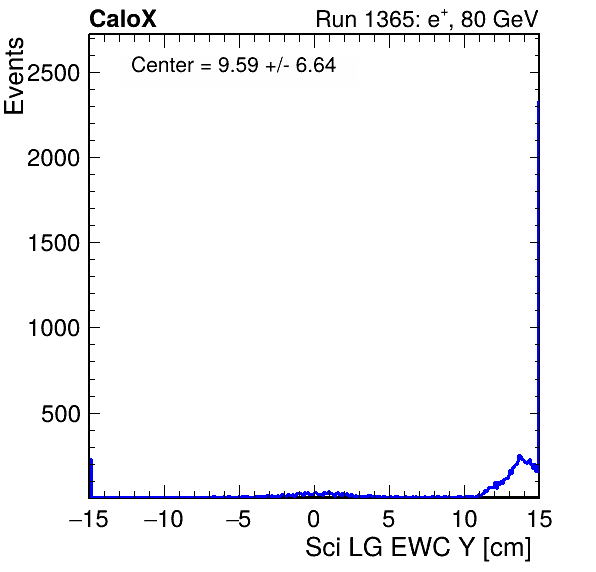 CaloX Run 1365: e+, 80 GeV
Center = 9.59 +/- 6.64
Events
2500
2000
1500
1000
500
−15 −10 −5 0 5 10 15
Sci LG EWC Y [cm]